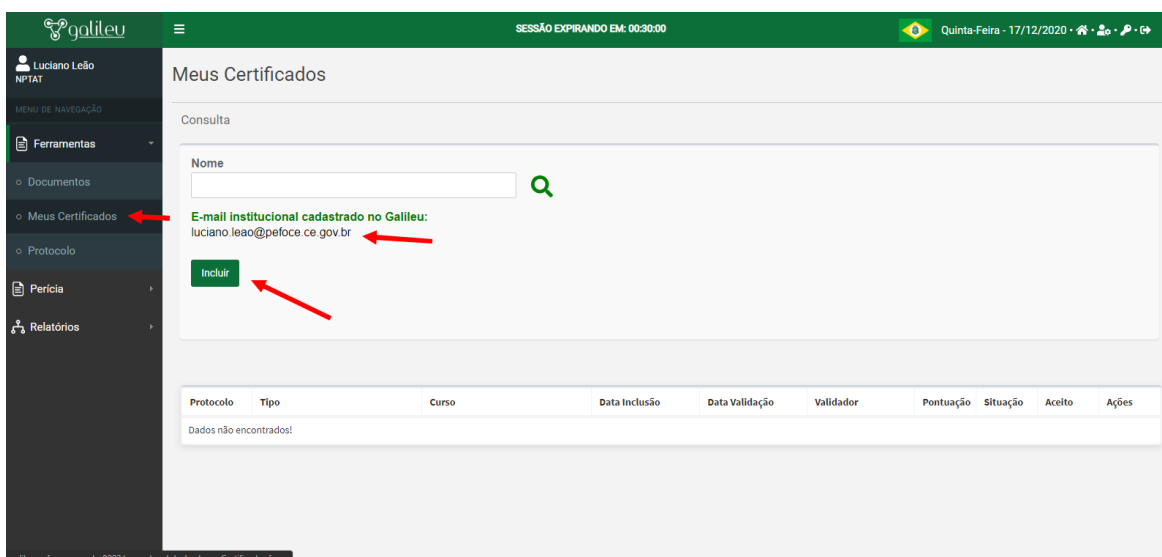 galileu
SESSÃO EXPIRANDO EM: 00:30:00
Quinta-Feira - 17/12/2020
Luciano Leão
NPTAT
MENU DE NAVEGAÇÃO
Ferramentas
Documentos
Meus Certificados
Protocolo
Perícia
Relatórios
Meus Certificados
Consulta
Nome
E-mail institucional cadastrado no Galileu:
luciano.leao@pefoce.ce.gov.br
Incluir
Protocolo Tipo Curso Data Inclusão Data Validação Validador Pontuação Situação Aceito Ações
Dados não encontrados!